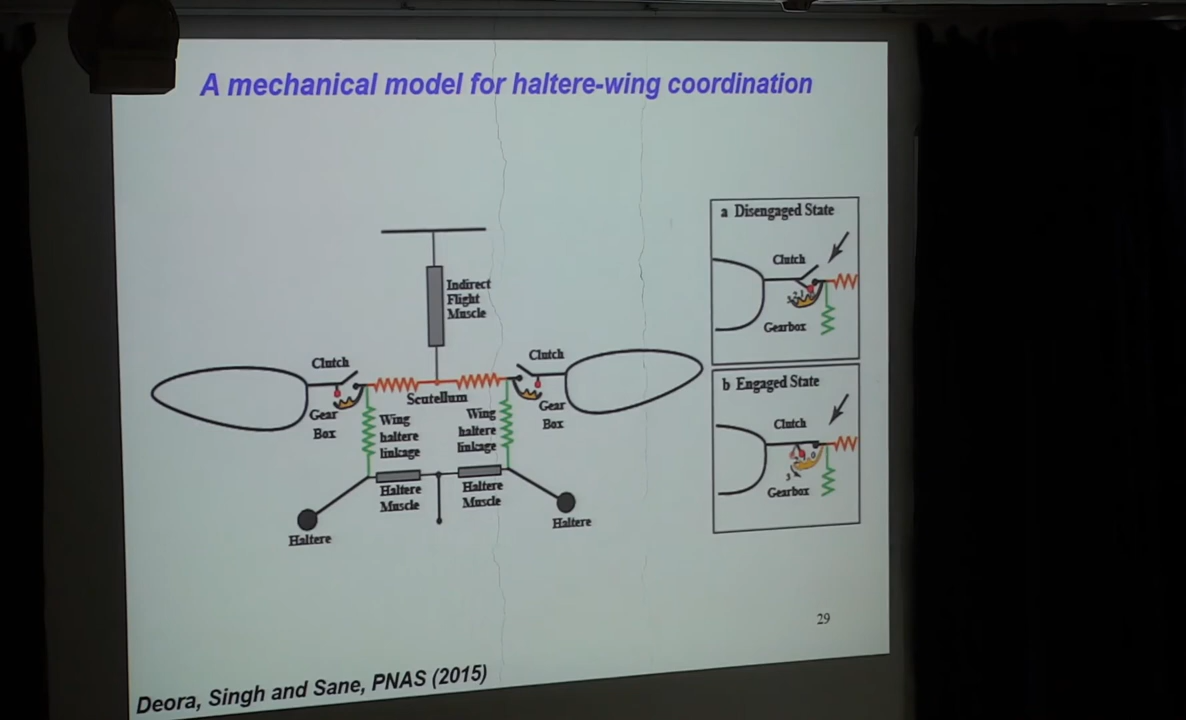 A mechanical model for haltere-wing coordination
Indirect
Flight
Muscle
Clutch
Gear
Box
Scutellum
Wing
haltere
linkage
Wing
haltere
linkage
Clutch
Gear
Box
Haltere
Muscle
Haltere
Muscle
Haltere
Haltere
a Disengaged State
Clutch
Gearbox
b Engaged State
Clutch
Gearbox
29
Deora, Singh and Sane, PNAS (2015)